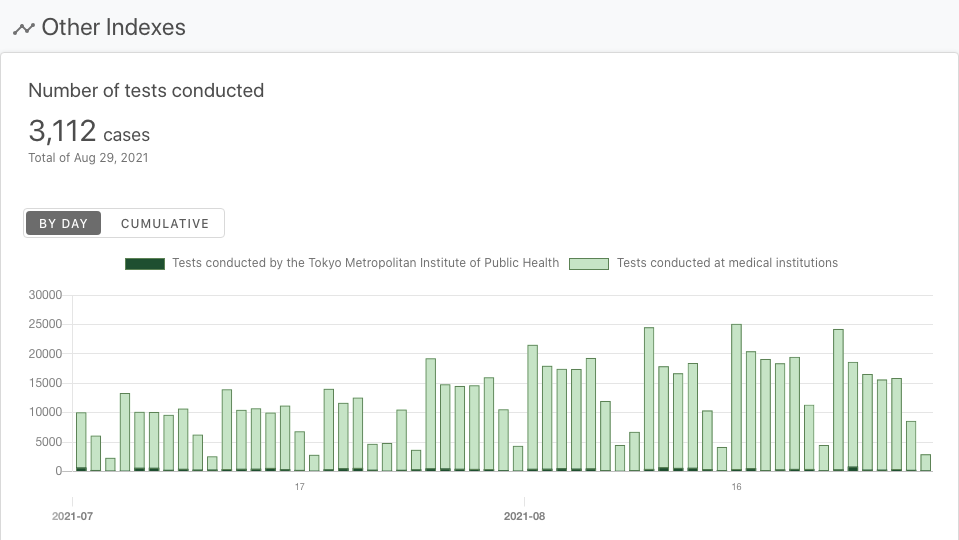 Other Indexes
Number of tests conducted
3,112 cases
Total of Aug 29, 2021
BY DAY CUMULATIVE
Tests conducted by the Tokyo Metropolitan Institute of Public Health Tests conducted at medical institutions
30000
25000
20000
15000
10000
5000
0
17 16
2021-07 2021-08